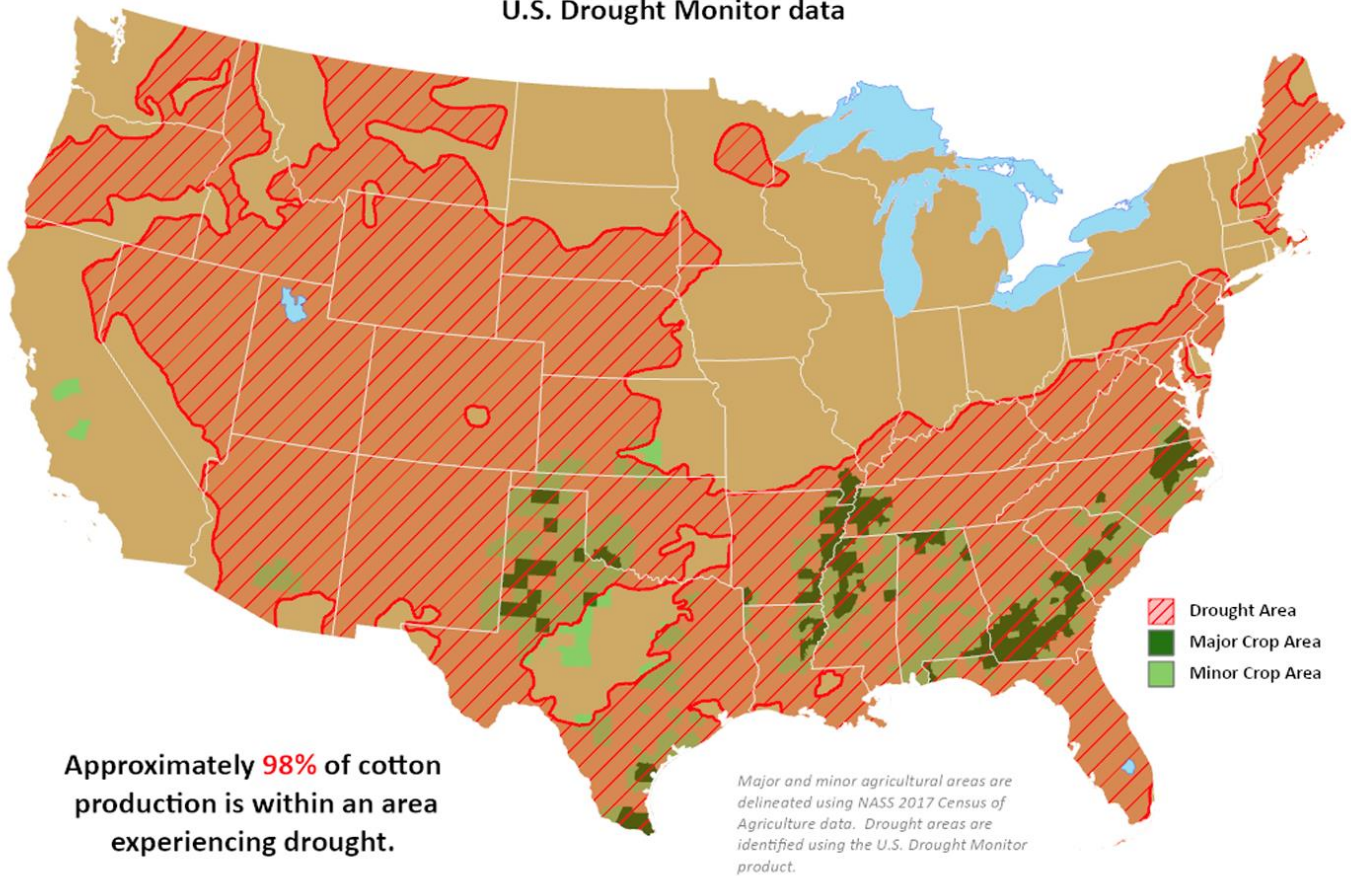 U.S. Drought Monitor data
Drought Area
Major Crop Area
Minor Crop Area
Approximately 98% of cotton
production is within an area
experiencing drought.
Major and minor agricultural areas are
delineated using NASS 2017 Census of
Agriculture data. Drought areas are
identified using the U.S. Drought Monitor
product.